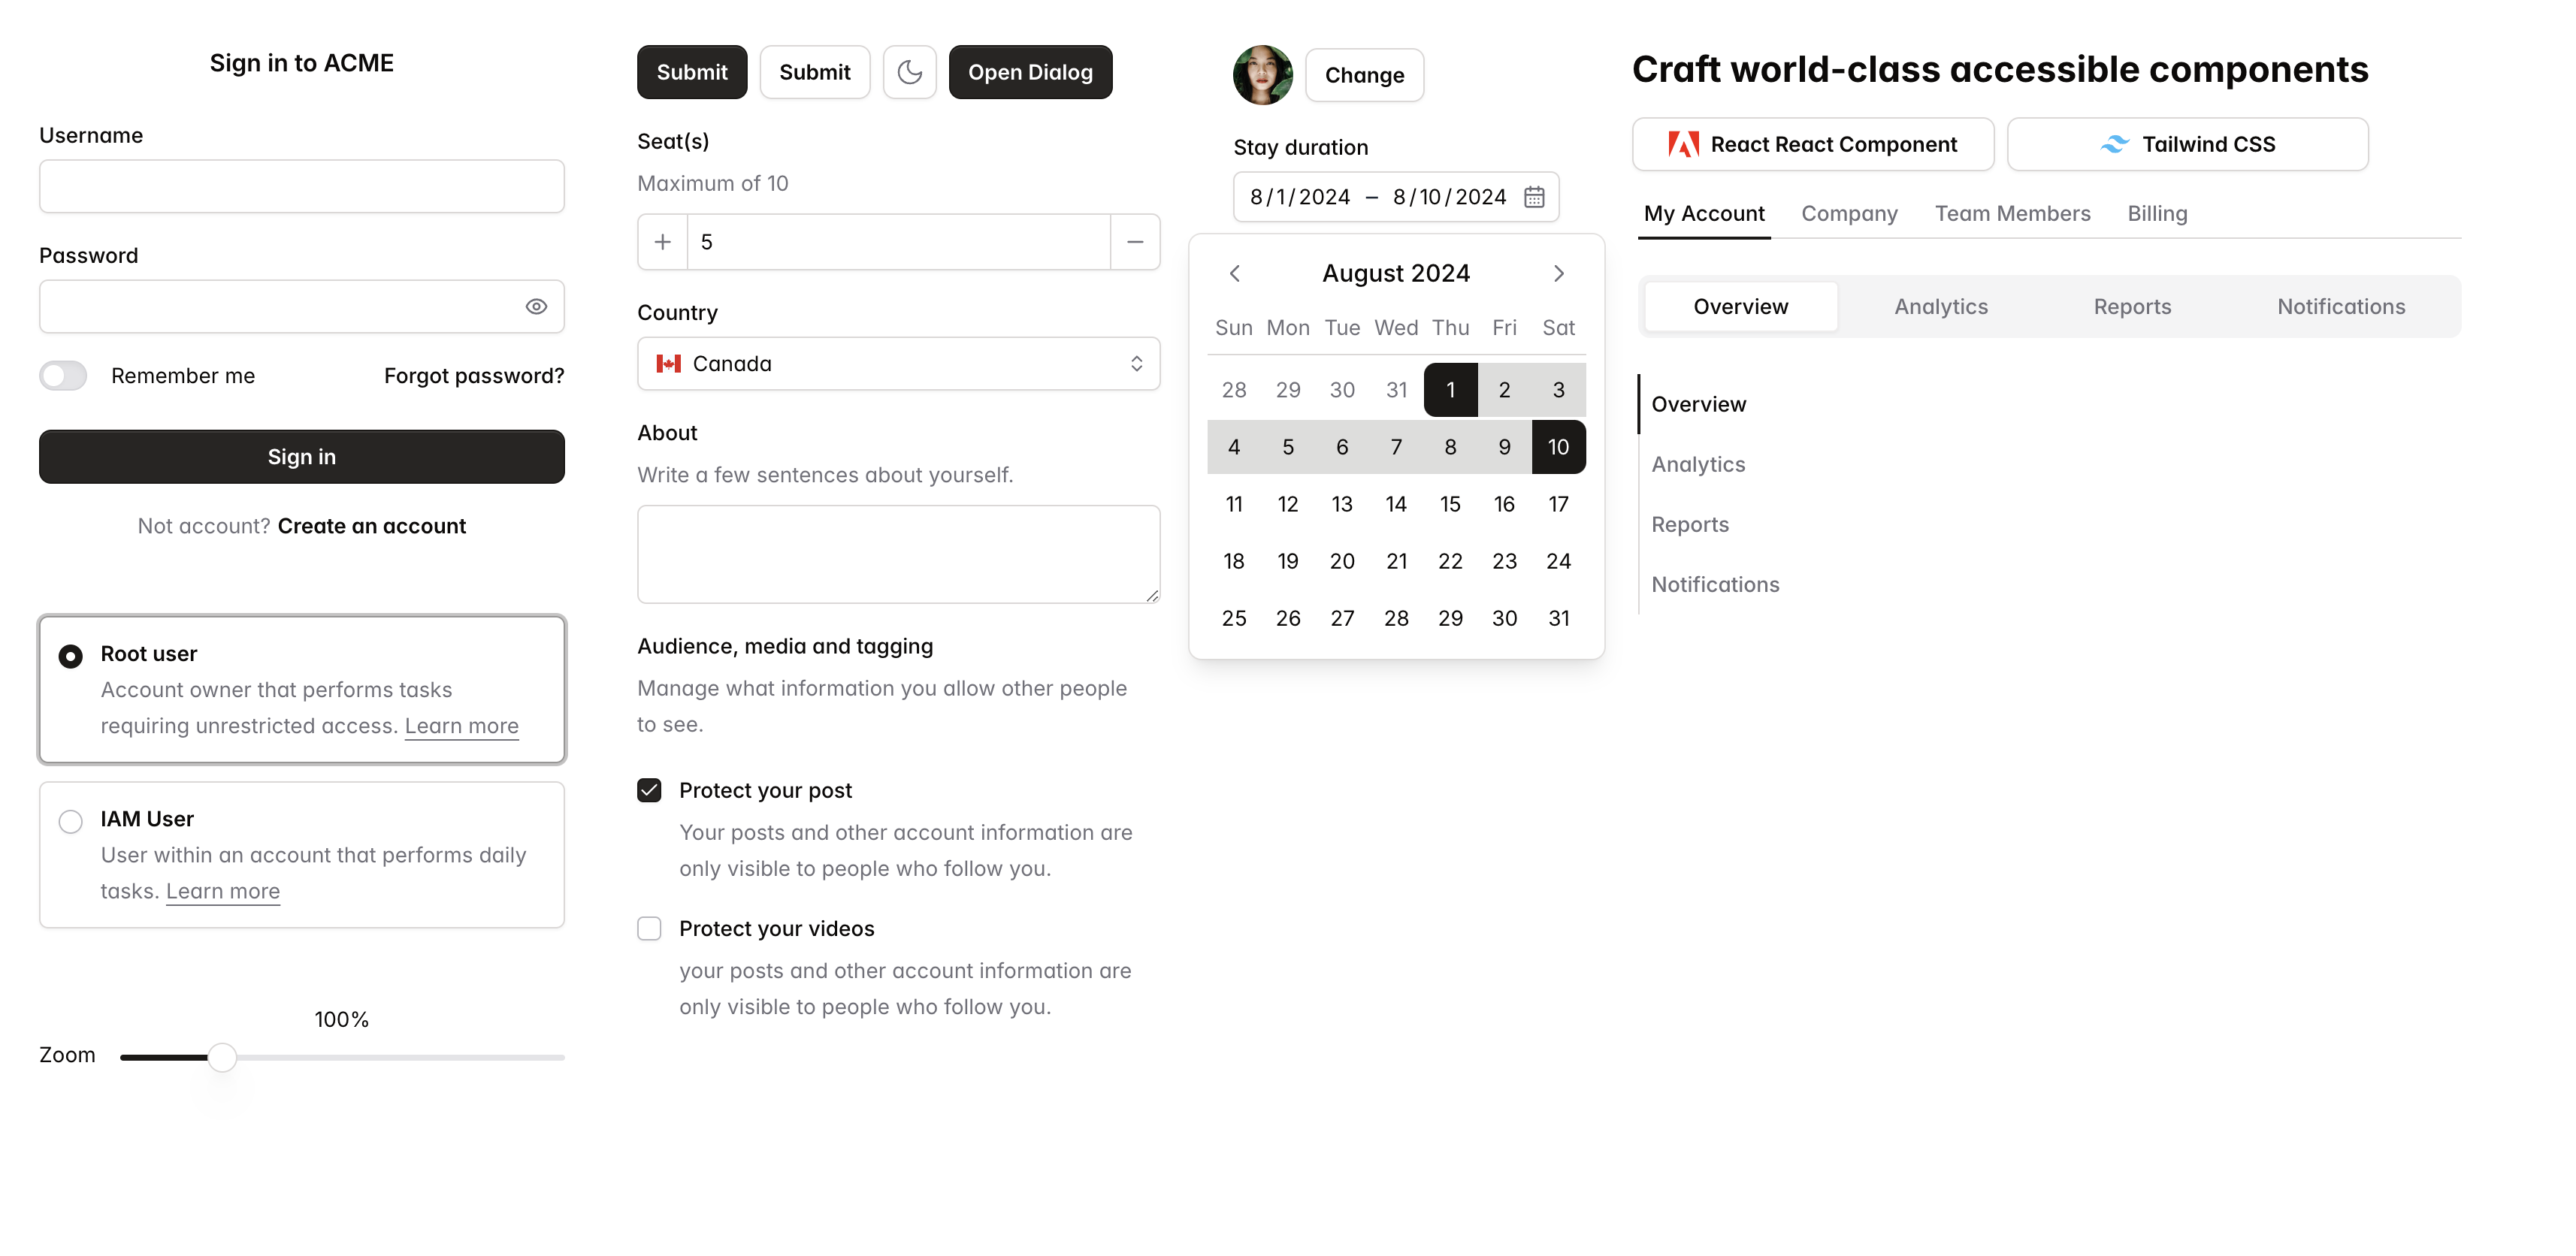 Sign in to ACME
Username
Password
Remember me
Forgot password?
Sign in
Not account? Create an account
Root user
Account owner that performs tasks
requiring unrestricted access. Learn more
IAM User
User within an account that performs daily
tasks. Learn more
100%
Zoom
Submit
Submit
Open Dialog
Seat(s)
Maximum of 10
5
Country
Canada
About
Write a few sentences about yourself.
Audience, media and tagging
Manage what information you allow other people
to see.
Protect your post
Your posts and other account information are
only visible to people who follow you.
Protect your videos
your posts and other account information are
only visible to people who follow you.
Change
Stay duration
8/1/2024 – 8/10/2024
August 2024
Sun Mon Tue Wed Thu Fri Sat
28 29 30 31 1 2 3
4 5 6 7 8 9 10
11 12 13 14 15 16 17
18 19 20 21 22 23 24
25 26 27 28 29 30 31
Craft world-class accessible components
React React Component
Tailwind CSS
My Account Company Team Members Billing
Overview Analytics Reports Notifications
Overview
Analytics
Reports
Notifications